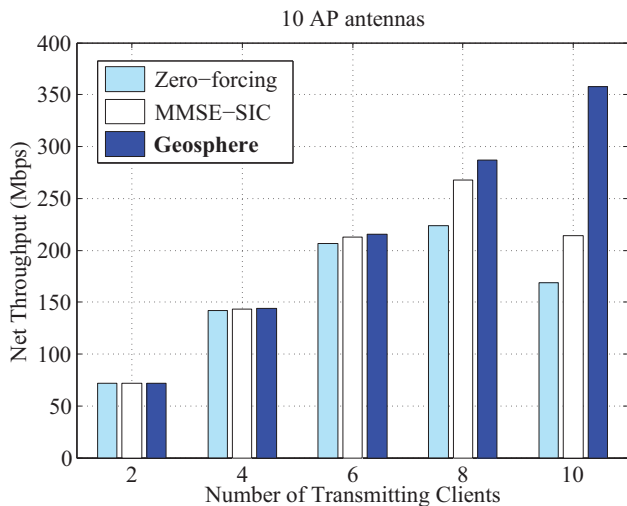 10 AP antennas
400
350
300
250
200
150
100
50
0
Net Throughput (Mbps)
Zero−forcing
MMSE−SIC
Geosphere
2 4 6 8 10
Number of Transmitting Clients